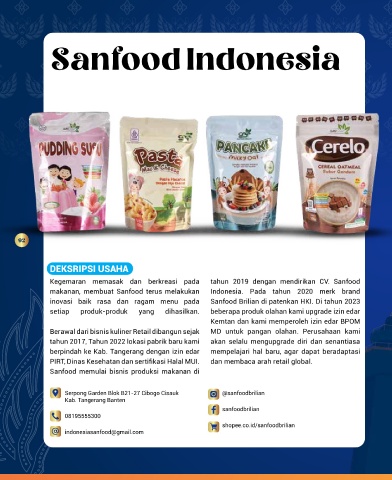 Sanfood Indonesia
PUDDING SUSU
Pasta
Mac & Cheese
PANCAKE
Cerelo
CEREAL OATMEAL
Bubur Gandum
92
DEKSRIPSI USAHA
Kegemaran memasak dan berkreasi pada
makanan, membuat Sanfood terus melakukan
inovasi baik rasa dan ragam menu pada
setiap produk-produk yang dihasilkan.
Berawal dari bisnis kuliner Retail dibangun sejak
tahun 2017, Tahun 2022 lokasi pabrik baru kami
berpindah ke Kab. Tangerang dengan izin edar
PIRT, Dinas Kesehatan dan sertifikasi Halal MUI.
Sanfood memulai bisnis produksi makanan di
tahun 2019 dengan mendirikan CV. Sanfood
Indonesia. Pada tahun 2020 merk brand
Sanfood Brilian di patenkan HKI. Di tahun 2023
beberapa produk olahan kami upgrade izin edar
Kemtan dan kami memperoleh izin edar BPOM
MD untuk pangan olahan. Perusahaan kami
akan selalu mengupgrade diri dan senantiasa
mempelajari hal baru, agar dapat beradaptasi
dan membaca arah retail global.
Serpong Garden Blok B21-27 Cibogo Cisauk
Kab. Tangerang Banten
08195555300
indonesiasanfood@gmail.com
@sanfoodbrilian
sanfoodbrilian
shopee.co.id/sanfoodbrilian